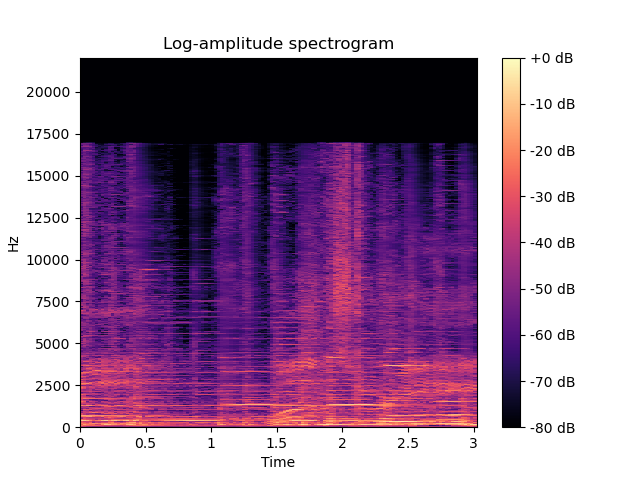 Log-amplitude spectrogram
Hz
20000
17500
15000
12500
10000
7500
5000
2500
0
0 0.5 1 1.5 2 2.5 3
Time
+0 dB
-10 dB
-20 dB
-30 dB
-40 dB
-50 dB
-60 dB
-70 dB
-80 dB